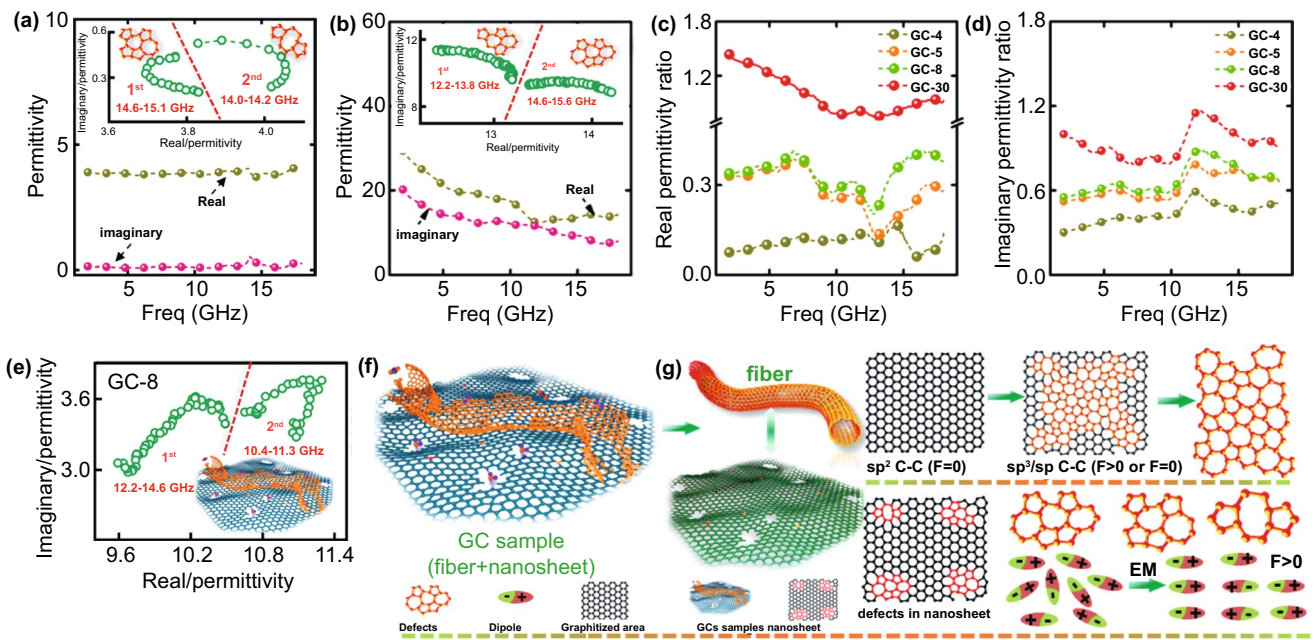 (a)
10
5
0
Permittivity
5
10
15
Freq (GHz)
Real
imaginary
0.6
0.3
Imaginary/permittivity
3.6
3.8
4.0
Real/permitivity
1st
14.6-15.1 GHz
2nd
14.0-14.2 GHz
(b)
60
40
20
0
Permittivity
5
10
15
Freq (GHz)
Real
imaginary
12
8
Imaginary/permittivity
13
14
Real/permittivity
1st
12.2-13.8 GHz
2nd
14.6-15.6 GHz
(c)
1.8
1.2
0.3
0.0
Real permittivity ratio
5
10
15
Freq (GHz)
GC-4
GC-5
GC-8
GC-30
(d)
1.8
1.2
0.6
0.0
Imaginary permittivity ratio
5
10
15
Freq (GHz)
GC-4
GC-5
GC-8
GC-30
(e)
GC-8
3.6
3.0
Imaginary/permittivity
9.6
10.2
10.8
11.4
Real/permittivity
1st
12.2-14.6 GHz
2nd
10.4-11.3 GHz
(f)
GC sample
(fiber+nanosheet)
Defects
Dipole
Graphitized area
GCs samples nanosheet
(g)
fiber
sp2 C-C (F=0)
sp3/sp C-C (F>0 or F=0)
defects in nanosheet
EM
F>0